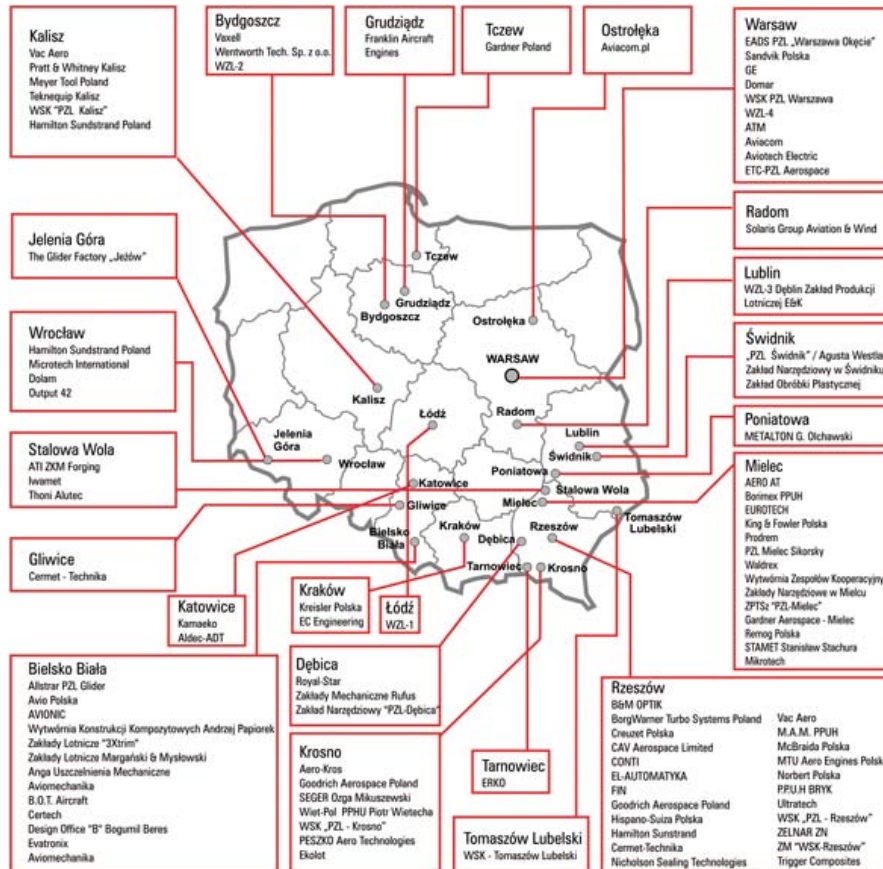 Kalisz
Vac Aero
Pratt & Whitney Kalisz
Meyer Tool Poland
Teknequip Kalisz
WSK "PZL Kalisz"
Hamilton Sundstrand Poland
Bydgoszcz
Vaxell
Wentworth Tech. Sp. z o.o.
WZL-2
Grudziądz
Franklin Aircraft
Engines
Tczew
Gardner Poland
Ostrołęka
Aviacom.pl
Warsaw
EADS PZL „Warszawa Okęcie"
Sandvik Polska
GE
Domar
WSK PZL Warszawa
WZL-4
ATM
Aviacom
Aviotech Electric
ETC-PZL Aerospace
Jelenia Góra
The Glider Factory „Jeżów"
Radom
Solaris Group Aviation & Wind
Lublin
WZL-3 Dęblin Zakład Produkcji
Lotniczej E&K
Wrocław
Hamilton Sundstrand Poland
Microtech International
Dolam
Output 42
Świdnik
„PZL Świdnik" / Agusta Westla
Zakład Narzędziowy w Świdniku
Zakład Obróbki Plastycznej
Poniatowa
METALTON G. Olchawski
Stalowa Wola
ATI ZKM Forging
Iwamet
Thoni Alutec
Mielec
AERO AT
Borimex PPUH
EUROTECH
King & Fowler Polska
Prodrem
PZL Mielec Sikorsky
Waldrex
Wytwórnia Zespołów Kooperacyjny
Zakłady Narzędziowe w Mielcu
ZPTSz "PZL-Mielec"
Gardner Aerospace - Mielec
Remog Polska
STAMET Stanisław Stachura
Mikrotech
Tczew
Grudziądz
Bydgoszcz
Ostrołęka
WARSAW
Kalisz
Łódź
Radom
Lublin
Świdnik
Jelenia
Góra
Wrocław
Poniatowa
Katowice
Stalowa Wola
Gliwice
Mielec
Tomaszów
Lubelski
Bielsko
Biała
Kraków
Dębica
Rzeszów
Tarnowiec
Krosno
Gliwice
Cermet - Technika
Katowice
Kamaeko
Aldec-ADT
Kraków
Kreisler Polska
EC Engineering
Łódź
WZL-1
Bielsko Biała
Allstar PZL Glider
Avio Polska
AVIONIC
Wytwórnia Konstrukcji Kompozytowych Andrzej Papiorek
Zakłady Lotnicze "3Xtrim"
Zakłady Lotnicze Margański & Mysłowski
Anga Uszczelnienia Mechaniczne
Aviomechanika
B.O.T. Aircraft
Certech
Design Office "B" Bogumił Beres
Evatronix
Aviomechanika
Dębica
Royal-Star
Zakłady Mechaniczne Rufus
Zakład Narzędziowy "PZL-Dębica"
Krosno
Aero-Kros
Goodrich Aerospace Poland
SEGER Ozga Mikuszewski
Wiet-Pol PPHU Piotr Wietecha
WSK „PZL - Krosno"
PESZKO Aero Technologies
Ekolot
Tarnowiec
ERKO
Tomaszów Lubelski
WSK - Tomaszów Lubelski
Rzeszów
B&M OPTIK
BorgWarner Turbo Systems Poland
Creuzet Polska
CAV Aerospace Limited
CONTI
EL-AUTOMATYKA
FIN
Goodrich Aerospace Poland
Hispano-Suiza Polska
Hamilton Sunstrand
Cermet-Technika
Nicholson Sealing Technologies
Vac Aero
M.A.M. PPUH
McBraida Polska
MTU Aero Engines Polsk
Norbert Polska
P.P.U.H BRYK
Ultratech
WSK „PZL - Rzeszów"
ZELNAR ZN
ZM "WSK-Rzeszów"
Trigger Composites